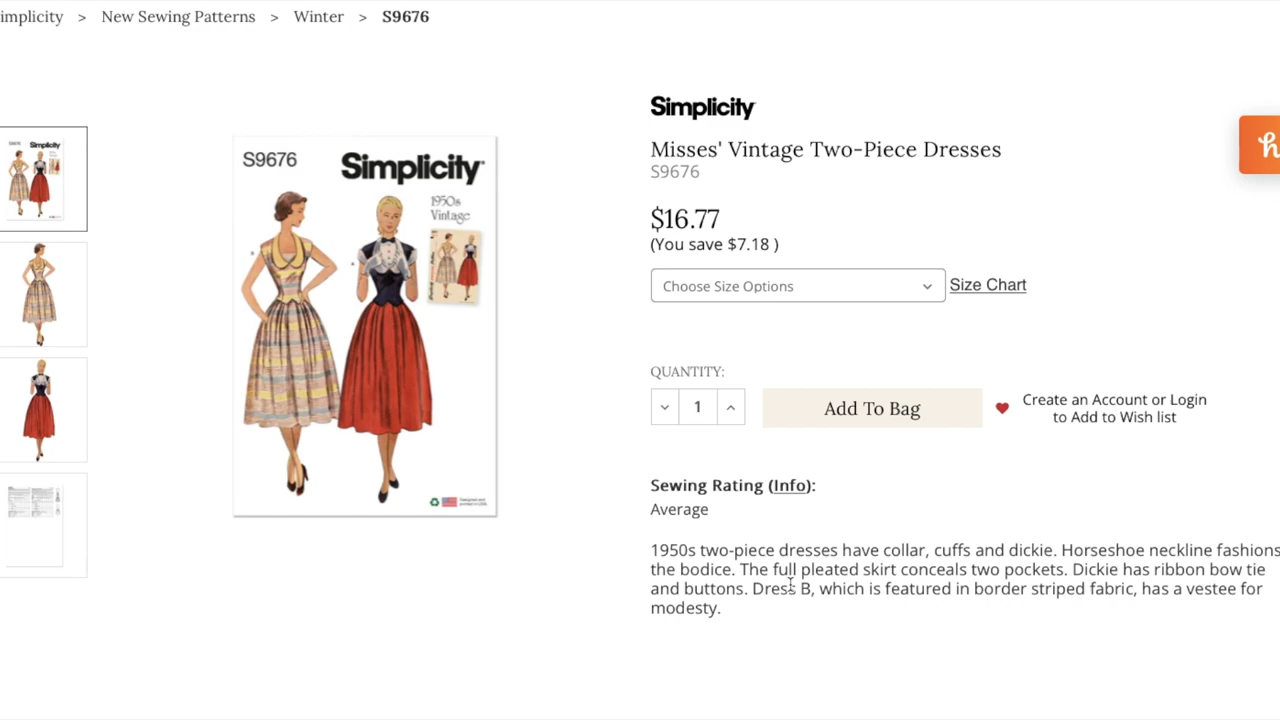 implicity > New Sewing Patterns > Winter > S9676
Simplicity
Misses' Vintage Two-Piece Dresses
S9676
$16.77
(You save $7.18 )
Choose Size Options
Size Chart
QUANTITY:
1
Add To Bag
Create an Account or Login
to Add to Wish list
Sewing Rating (Info):
Average
1950s two-piece dresses have collar, cuffs and dickie. Horseshoe neckline fashions
the bodice. The full pleated skirt conceals two pockets. Dickie has ribbon bow tie
and buttons. Dress B, which is featured in border striped fabric, has a vestee for
modesty.
S9676
Simplicity
1950s
Vintage
B
A
Simplicity
h